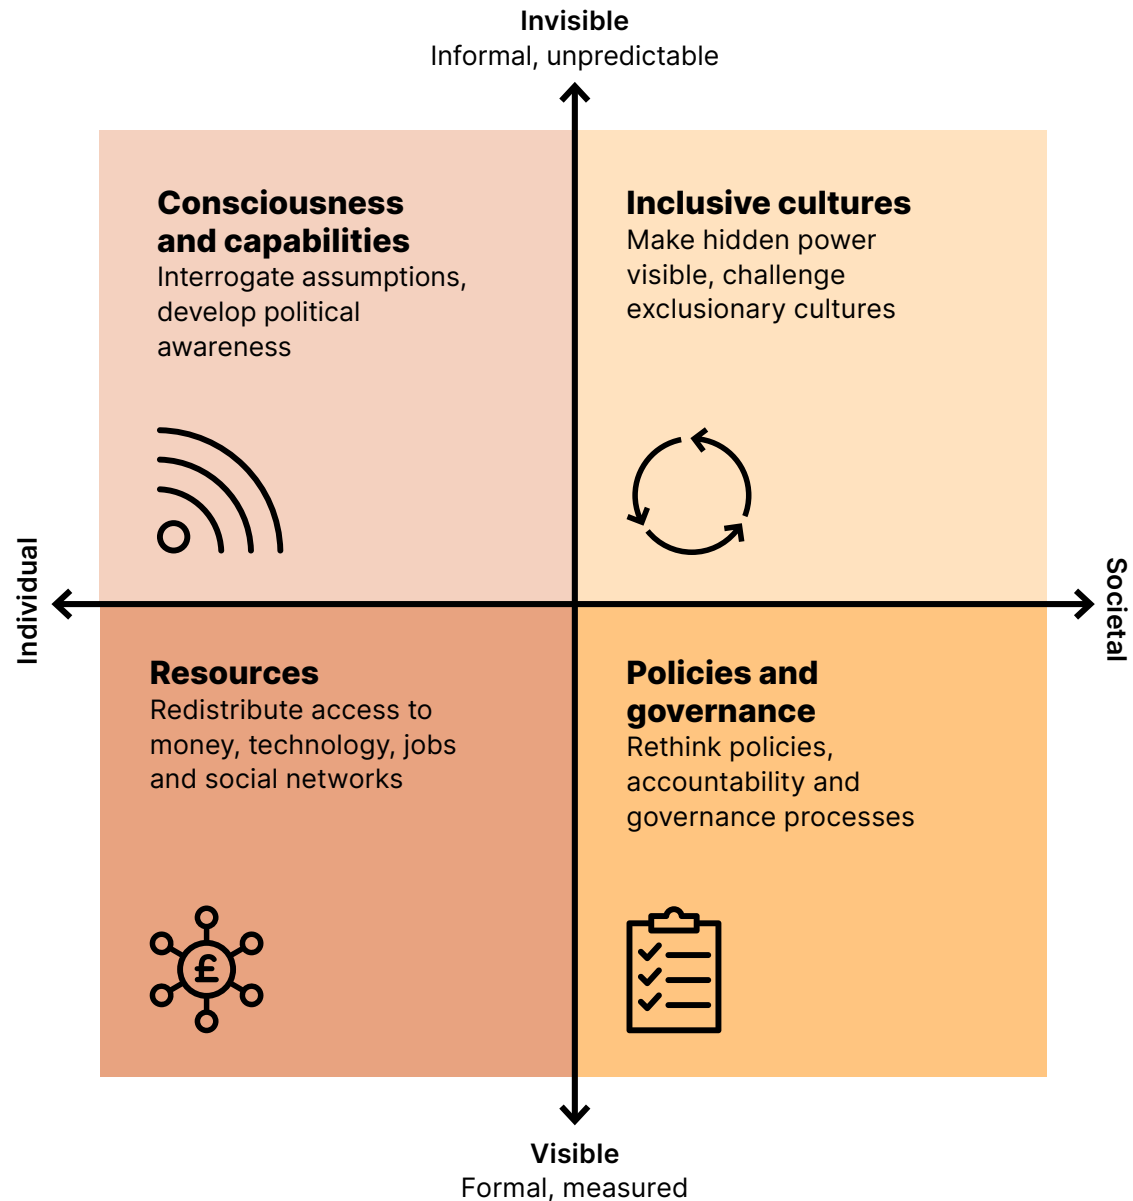 Invisible
Informal, unpredictable
Consciousness
and capabilities
Interrogate assumptions,
develop political
awareness
Inclusive cultures
Make hidden power
visible, challenge
exclusionary cultures
Individual
Societal
Resources
Redistribute access to
money, technology, jobs
and social networks
£
Policies and
governance
Rethink policies,
accountability and
governance processes
Visible
Formal, measured